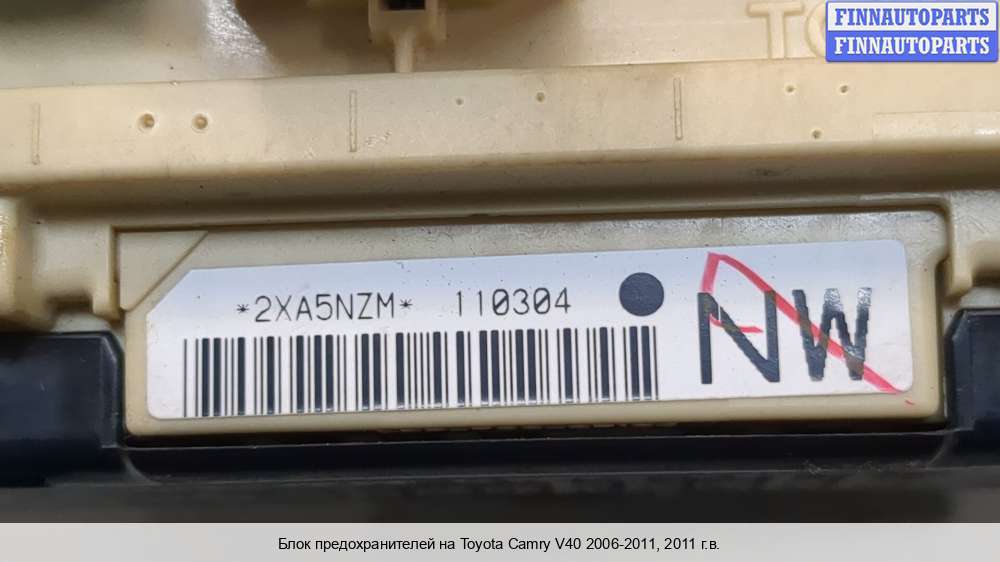 FINNAUTOPARTS
FINNAUTOPARTS
*2XA5NZM* 110304
NW
Блок предохранителей на Toyota Camry V40 2006-2011, 2011 г.в.